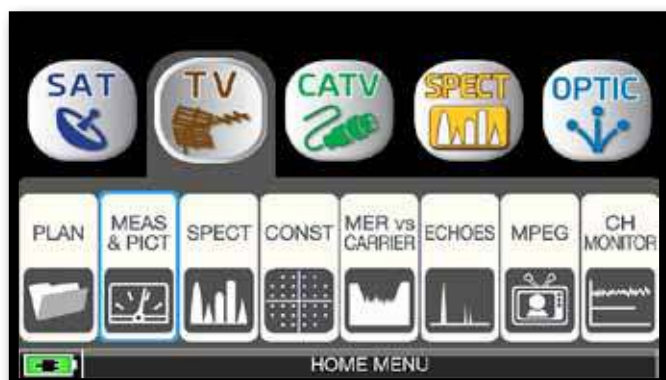 SAT
TV
CATV
SPECT
OPTIC
PLAN
MEAS
& PICT
SPECT
CONST
MER vs
CARRIER
ECHOES
MPEG
CH
MONITOR
HOME MENU